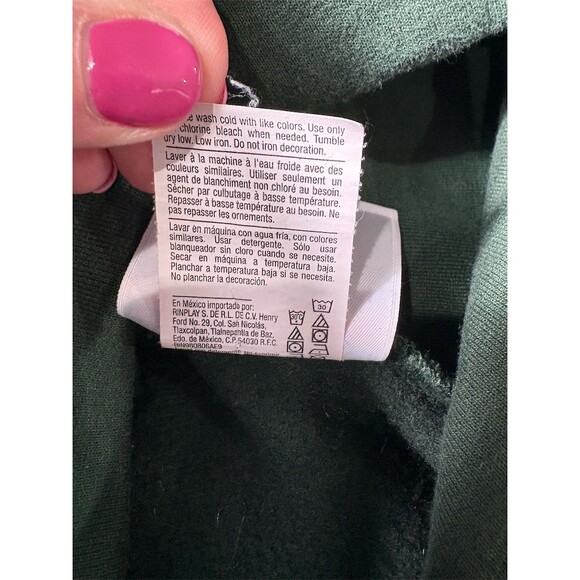 wash cold with like colors. Use only
chlorine bleach when needed. Tumble
dry low. Low iron. Do not iron decoration.
Laver à la machine à l'eau froide avec des
couleurs similaires. Utiliser seulement un
agent de blanchiment non chloré au besoin.
Sécher par culbutage à basse température.
Repasser à basse température au besoin. Ne
pas repasser les ornements.
Lavar en máquina con agua fría, con colores
similares. Usar detergente. Sólo usar
blanqueador sin cloro cuando se necesite.
Secar en máquina a temperatura baja.
Planchar a temperatura baja si se necesita.
No planchar la decoración.
En México importado por:
RINPLAY S. DE R.L. DE C.V. Henry
Ford No. 29, Col. San Nicolás,
Tlaxcolpan, Tlalnepantla de Baz,
Edo. de México, C.P. 54030 R.F.C.
30